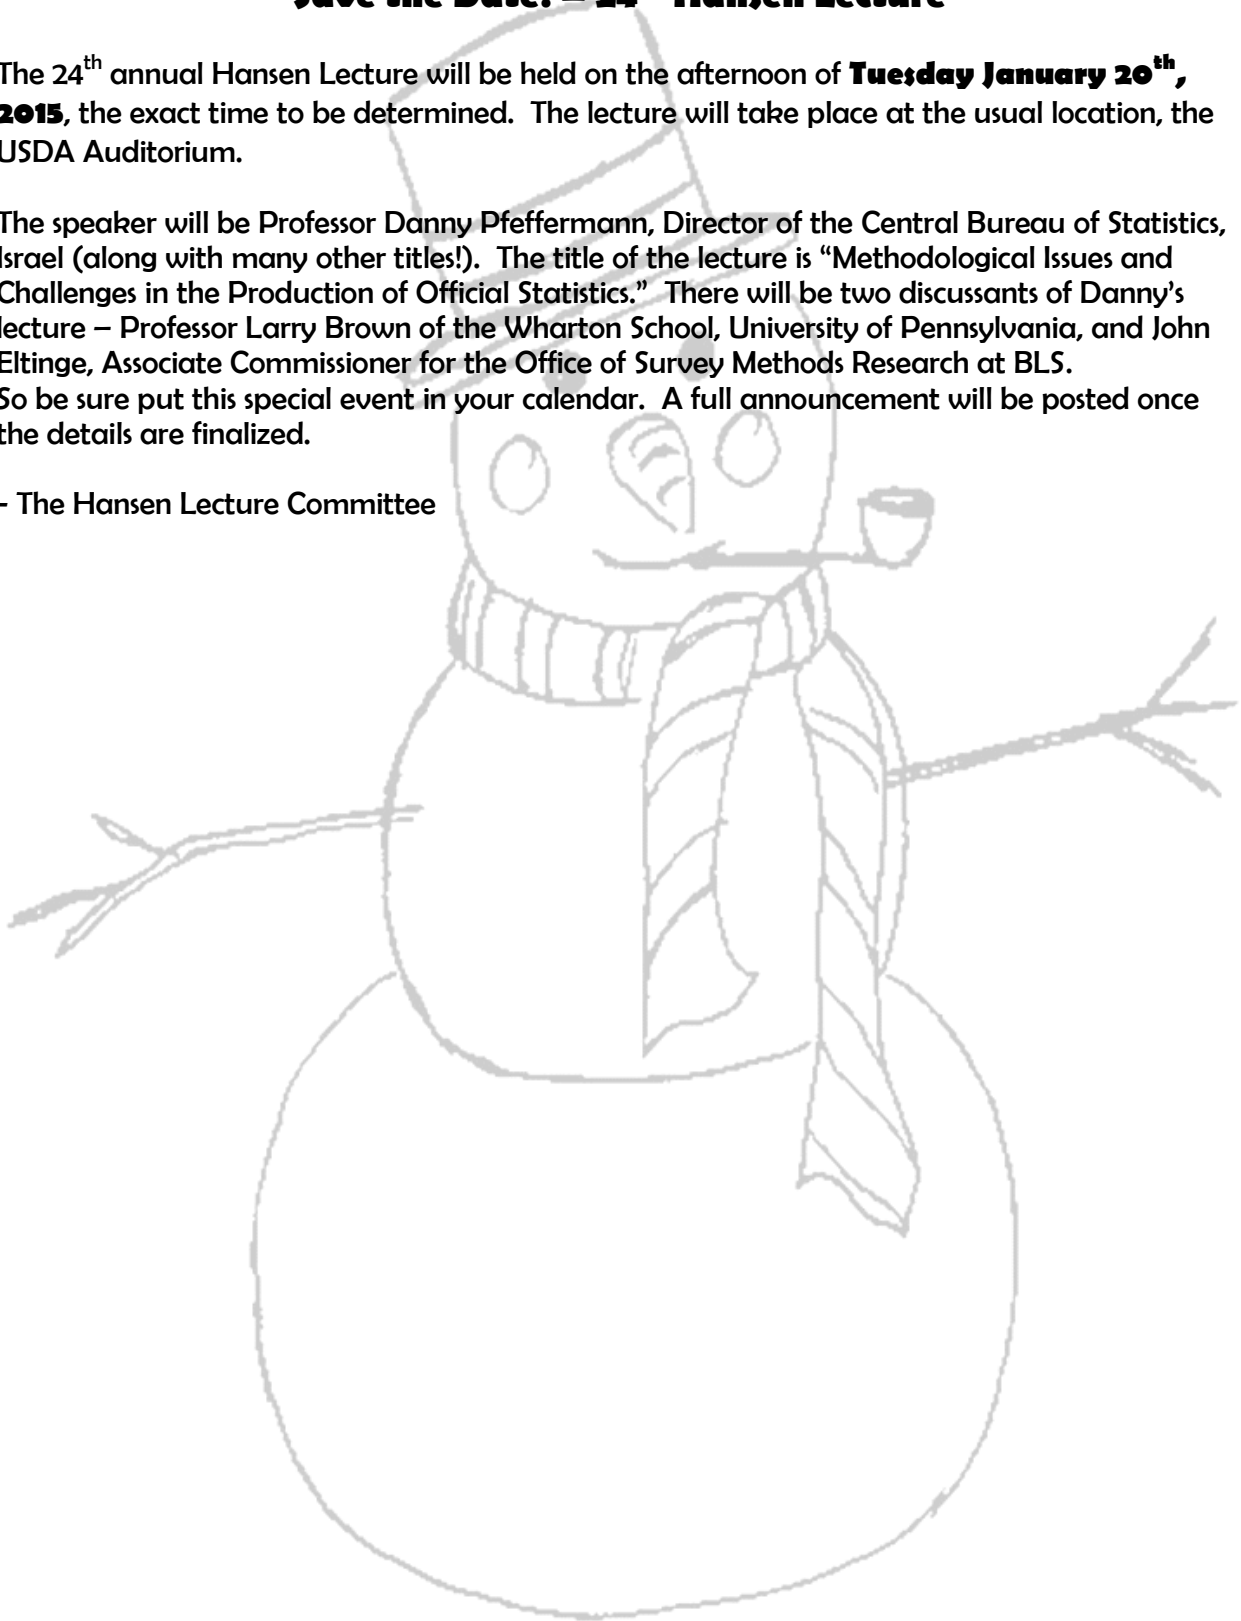 Save the Date! – 24th Hansen Lecture
The 24th annual Hansen Lecture will be held on the afternoon of Tuesday January 20th,
2015, the exact time to be determined. The lecture will take place at the usual location, the
USDA Auditorium.
The speaker will be Professor Danny Pfeffermann, Director of the Central Bureau of Statistics,
Israel (along with many other titles!). The title of the lecture is “Methodological Issues and
Challenges in the Production of Official Statistics.” There will be two discussants of Danny’s
lecture – Professor Larry Brown of the Wharton School, University of Pennsylvania, and John
Eltinge, Associate Commissioner for the Office of Survey Methods Research at BLS.
So be sure put this special event in your calendar. A full announcement will be posted once
the details are finalized.
- The Hansen Lecture Committee